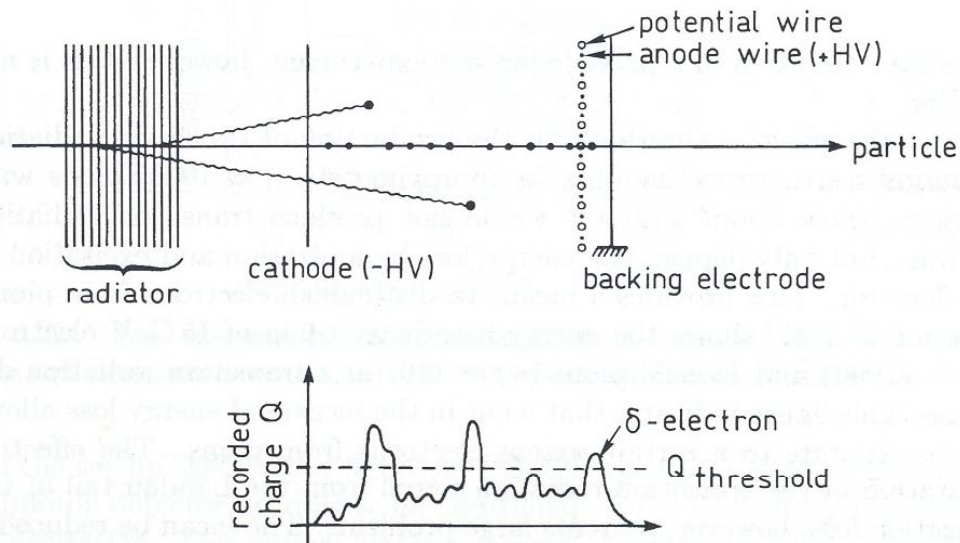 potential wire
anode wire (+HV)
particle
cathode (-HV)
radiator
backing electrode
recorded
charge Q
δ-electron
Q threshold